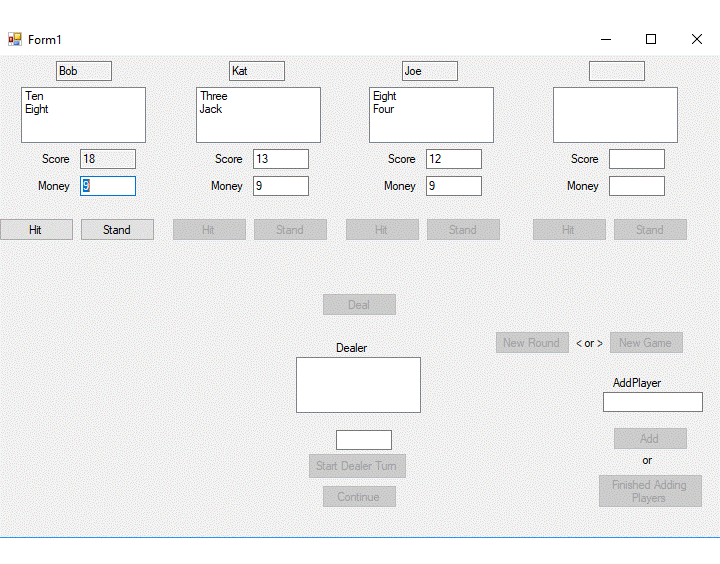 Form1
Bob
Kat
Joe
Ten
Eight
Three
Jack
Eight
Four
Score 18
Score 13
Score 12
Score
Money 9
Money 9
Money 9
Money
Hit Stand
Hit Stand
Hit Stand
Hit Stand
Deal
New Round < or > New Game
Dealer
AddPlayer
Add
Start Dealer Turn
or
Continue
Finished Adding
Players